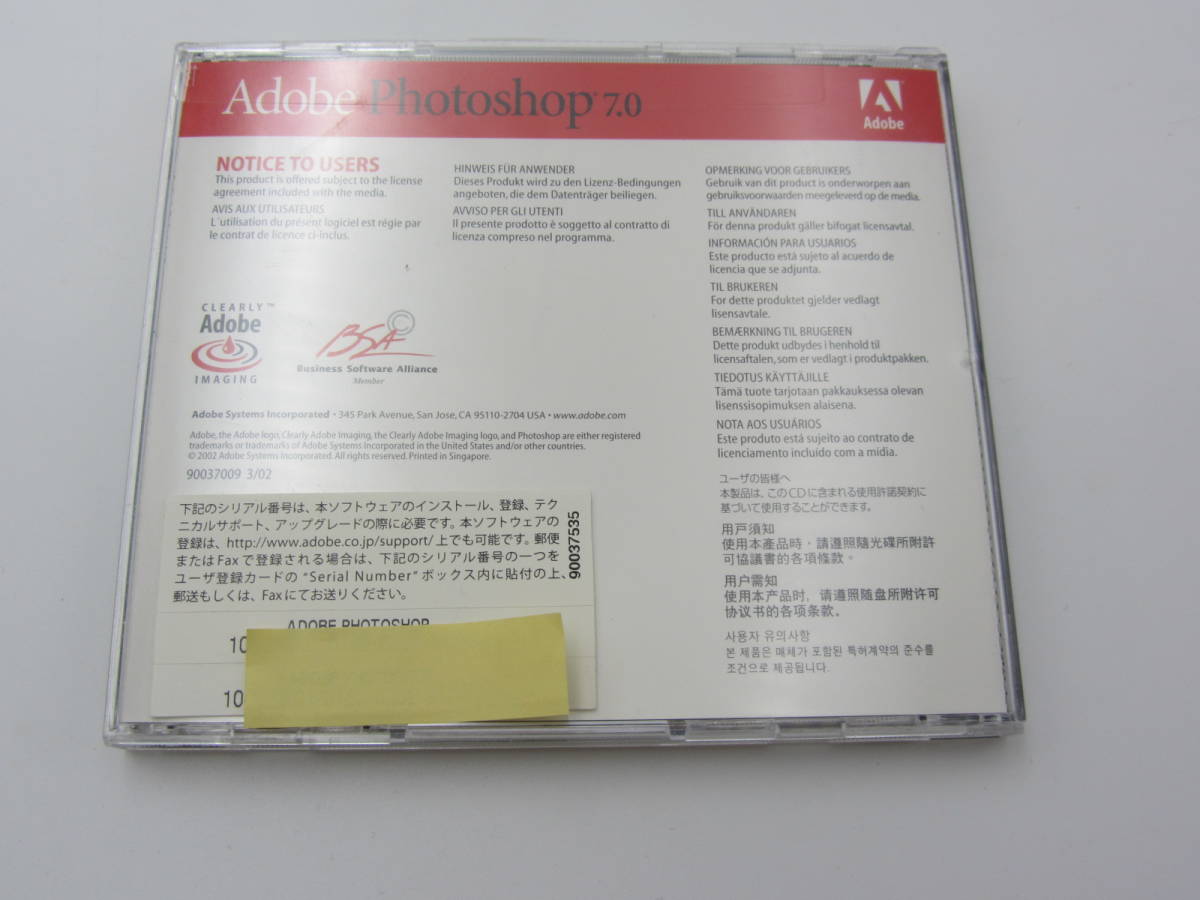 Adobe Photoshop® 7.0
Adobe
NOTICE TO USERS
This product is offered subject to the license
agreement included with the media.
AVIS AUX UTILISATEURS
L'utilisation du présent logiciel est régie par
le contrat de licence ci-inclus.
HINWEIS FÜR ANWENDER
Dieses Produkt wird zu den Lizenz-Bedingungen
angeboten, die dem Datenträger beiliegen.
AVVISO PER GLI UTENTI
Il presente prodotto è soggetto al contratto di
licenza compreso nel programma.
OPMERKING VOOR GEBRUIKERS
Gebruik van dit product is onderworpen aan
gebruiksvoorwaarden meegeleverd op de media.
TILL ANVÄNDAREN
För denna produkt gäller bifogat licensavtal.
INFORMACIÓN PARA USUARIOS
Este producto está sujeto al acuerdo de
licencia que se adjunta.
TIL BRUKEREN
For dette produktet gjelder vedlagt
lisensavtale.
BEMÆRKNING TIL BRUGEREN
Dette produkt udbydes i henhold til
licensaftalen, som er vedlagt i produktpakken.
TIEDOTUS KÄYTTÄJILLE
Tämä tuote tarjotaan pakkauksessa olevan
lisenssisopimuksen alaisena.
NOTA AOS USUÁRIOS
Este produto está sujeito ao contrato de
licenciamento incluído com a mídia.
ユーザの皆様へ
本製品は、このCDに含まれる使用許諾契約に
基づいて使用することができます。
用戸須知
使用本產品時，請遵照隨光碟所附許
可協議書的各項條款。
用户需知
使用本产品时，请遵照随盘所附许可
协议书的各项条款。
사용자 유의사항
본 제품은 매체가 포함된 특허계약의 준수를
조건으로 제공됩니다.
CLEARLY™
Adobe
IMAGING
BSA©
Business Software Alliance
Member
Adobe Systems Incorporated • 345 Park Avenue, San Jose, CA 95110-2704 USA • www.adobe.com
Adobe, the Adobe logo, Clearly Adobe Imaging, the Clearly Adobe Imaging logo, and Photoshop are either registered
trademarks or trademarks of Adobe Systems Incorporated in the United States and/or other countries.
© 2002 Adobe Systems Incorporated. All rights reserved. Printed in Singapore.
90037009 3/02
下記のシリアル番号は、本ソフトウェアのインストール、登録、テク
ニカルサポート、アップグレードの際に必要です。本ソフトウェアの
登録は、http://www.adobe.co.jp/support/上でも可能です。郵便
またはFaxで登録される場合は、下記のシリアル番号の一つを
ユーザ登録カードの"Serial Number"ボックス内に貼付の上、
郵送もしくは、Faxにてお送りください。
90037535
ADOBE PHOTOSHOP
10
10